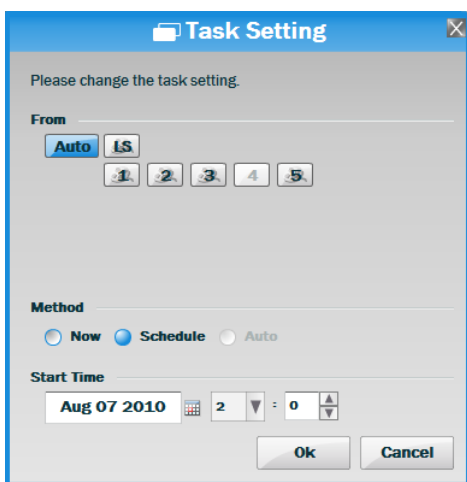 Task Setting
Please change the task setting.
From
Auto LS
1 2 3 4 5
Method
Now Schedule Auto
Start Time
Aug 07 2010 2 : 0
Ok Cancel